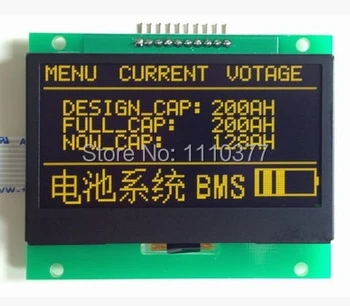 MENU CURRENT VOTAGE
DESIGN_CAP: 200AH
FULL_CAP: 200AH
NOW_CAP: 128AH
Store No: 1110377
电池系统 BMS